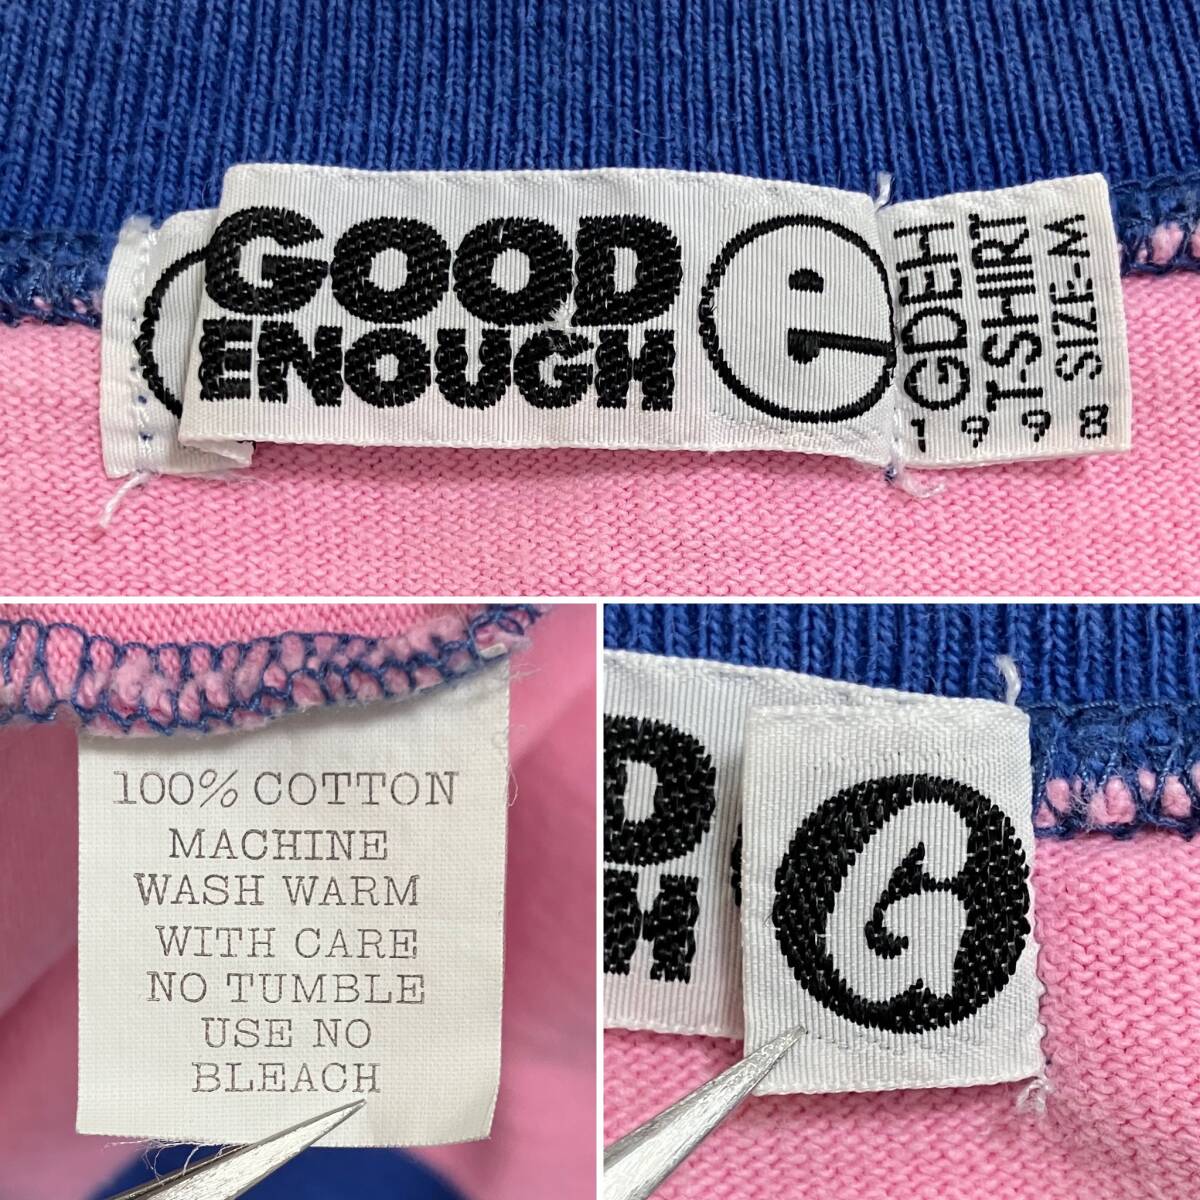 GOOD
ENOUGH
e
GDEH
T-SHIRT
SIZE-M
1998
100% COTTON
MACHINE
WASH WARM
WITH CARE
NO TUMBLE
USE NO
BLEACH
D
H
G